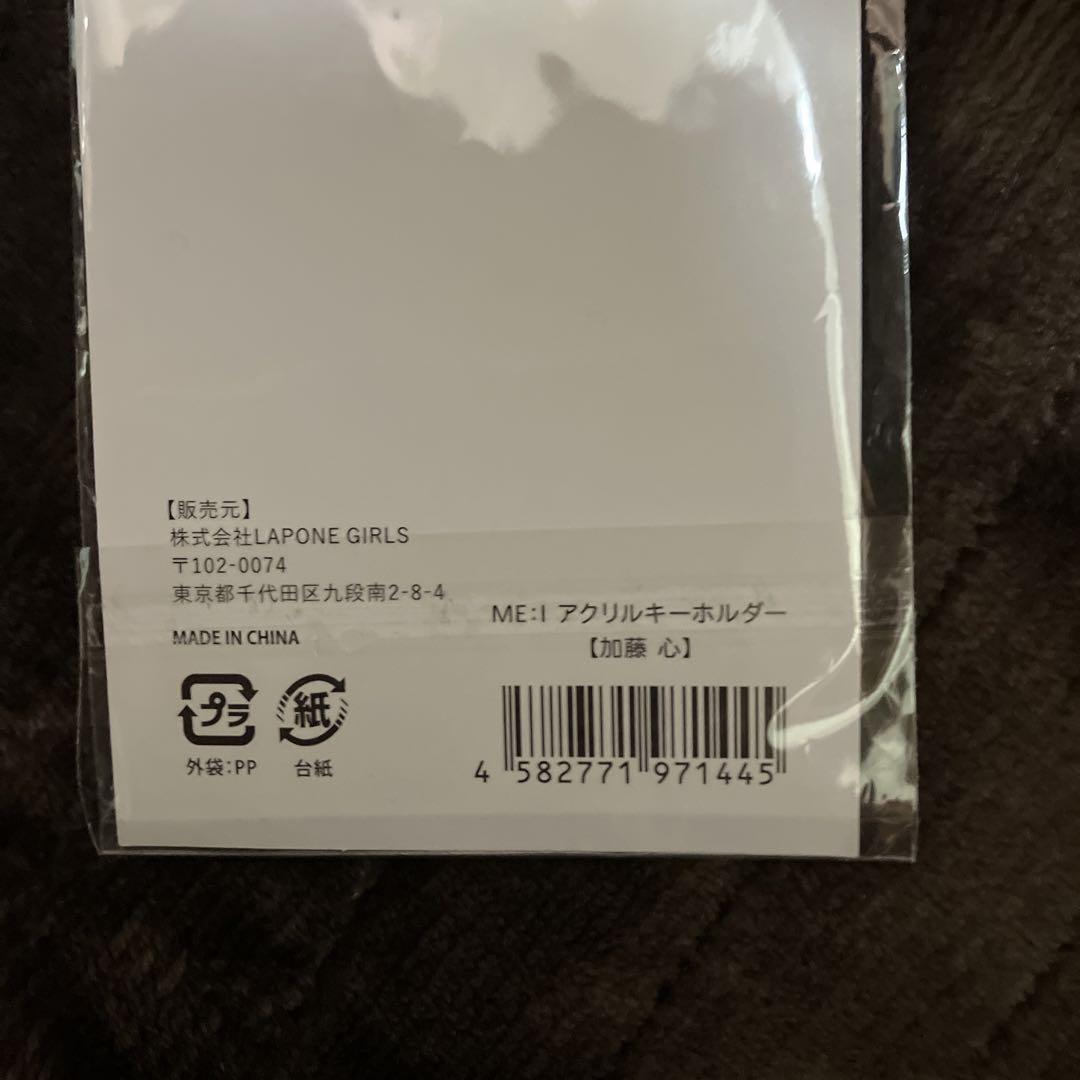 【販売元】
株式会社LAPONE GIRLS
〒102-0074
東京都千代田区九段南2-8-4
MADE IN CHINA
プラ
紙
外袋:PP
台紙
ME:I アクリルキーホルダー
【加藤 心】
4 582771 971445